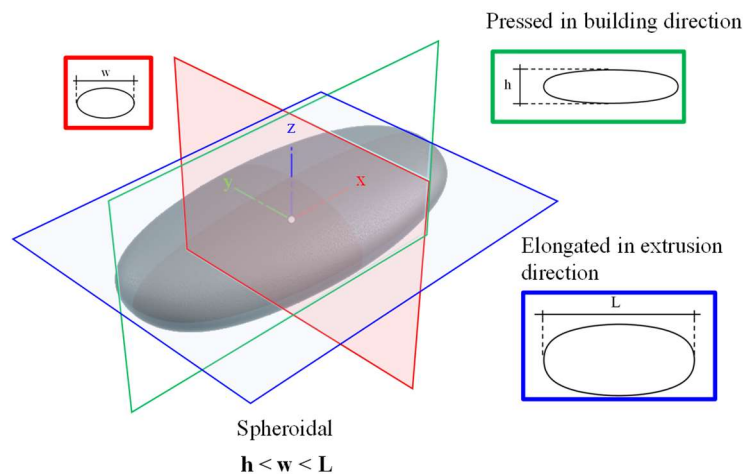 Pressed in building direction
w
h
z
y
x
Elongated in extrusion
direction
L
Spheroidal
h < w < L